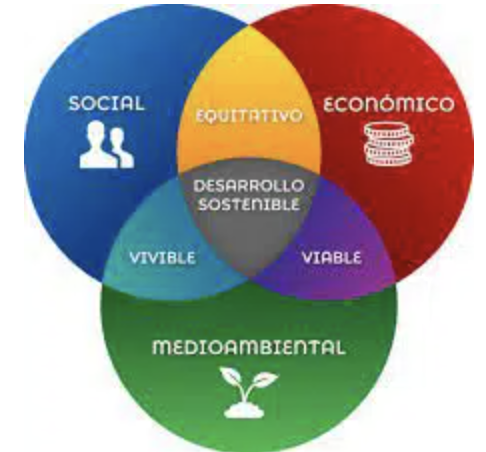 SOCIAL
ECONÓMICO
EQUITATIVO
DESARROLLO
SOSTENIBLE
VIVIBLE
VIABLE
MEDIOAMBIENTAL